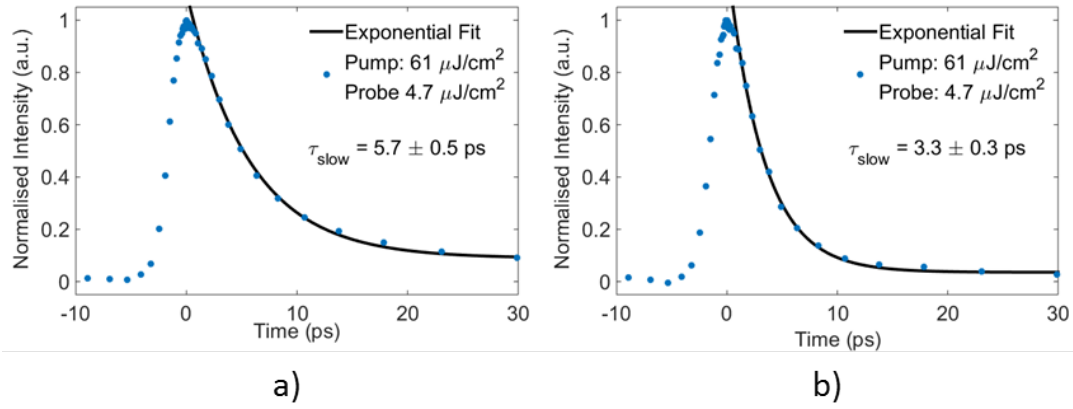 Normalised Intensity (a.u.)
1
0.8
0.6
0.4
0.2
0
-10
0
10
20
30
Time (ps)
Exponential Fit
Pump: 61 μJ/cm²
Probe 4.7 μJ/cm²
τslow = 5.7 ± 0.5 ps
a)
Normalised Intensity (a.u.)
1
0.8
0.6
0.4
0.2
0
-10
0
10
20
30
Time (ps)
Exponential Fit
Pump: 61 μJ/cm²
Probe: 4.7 μJ/cm²
τslow = 3.3 ± 0.3 ps
b)